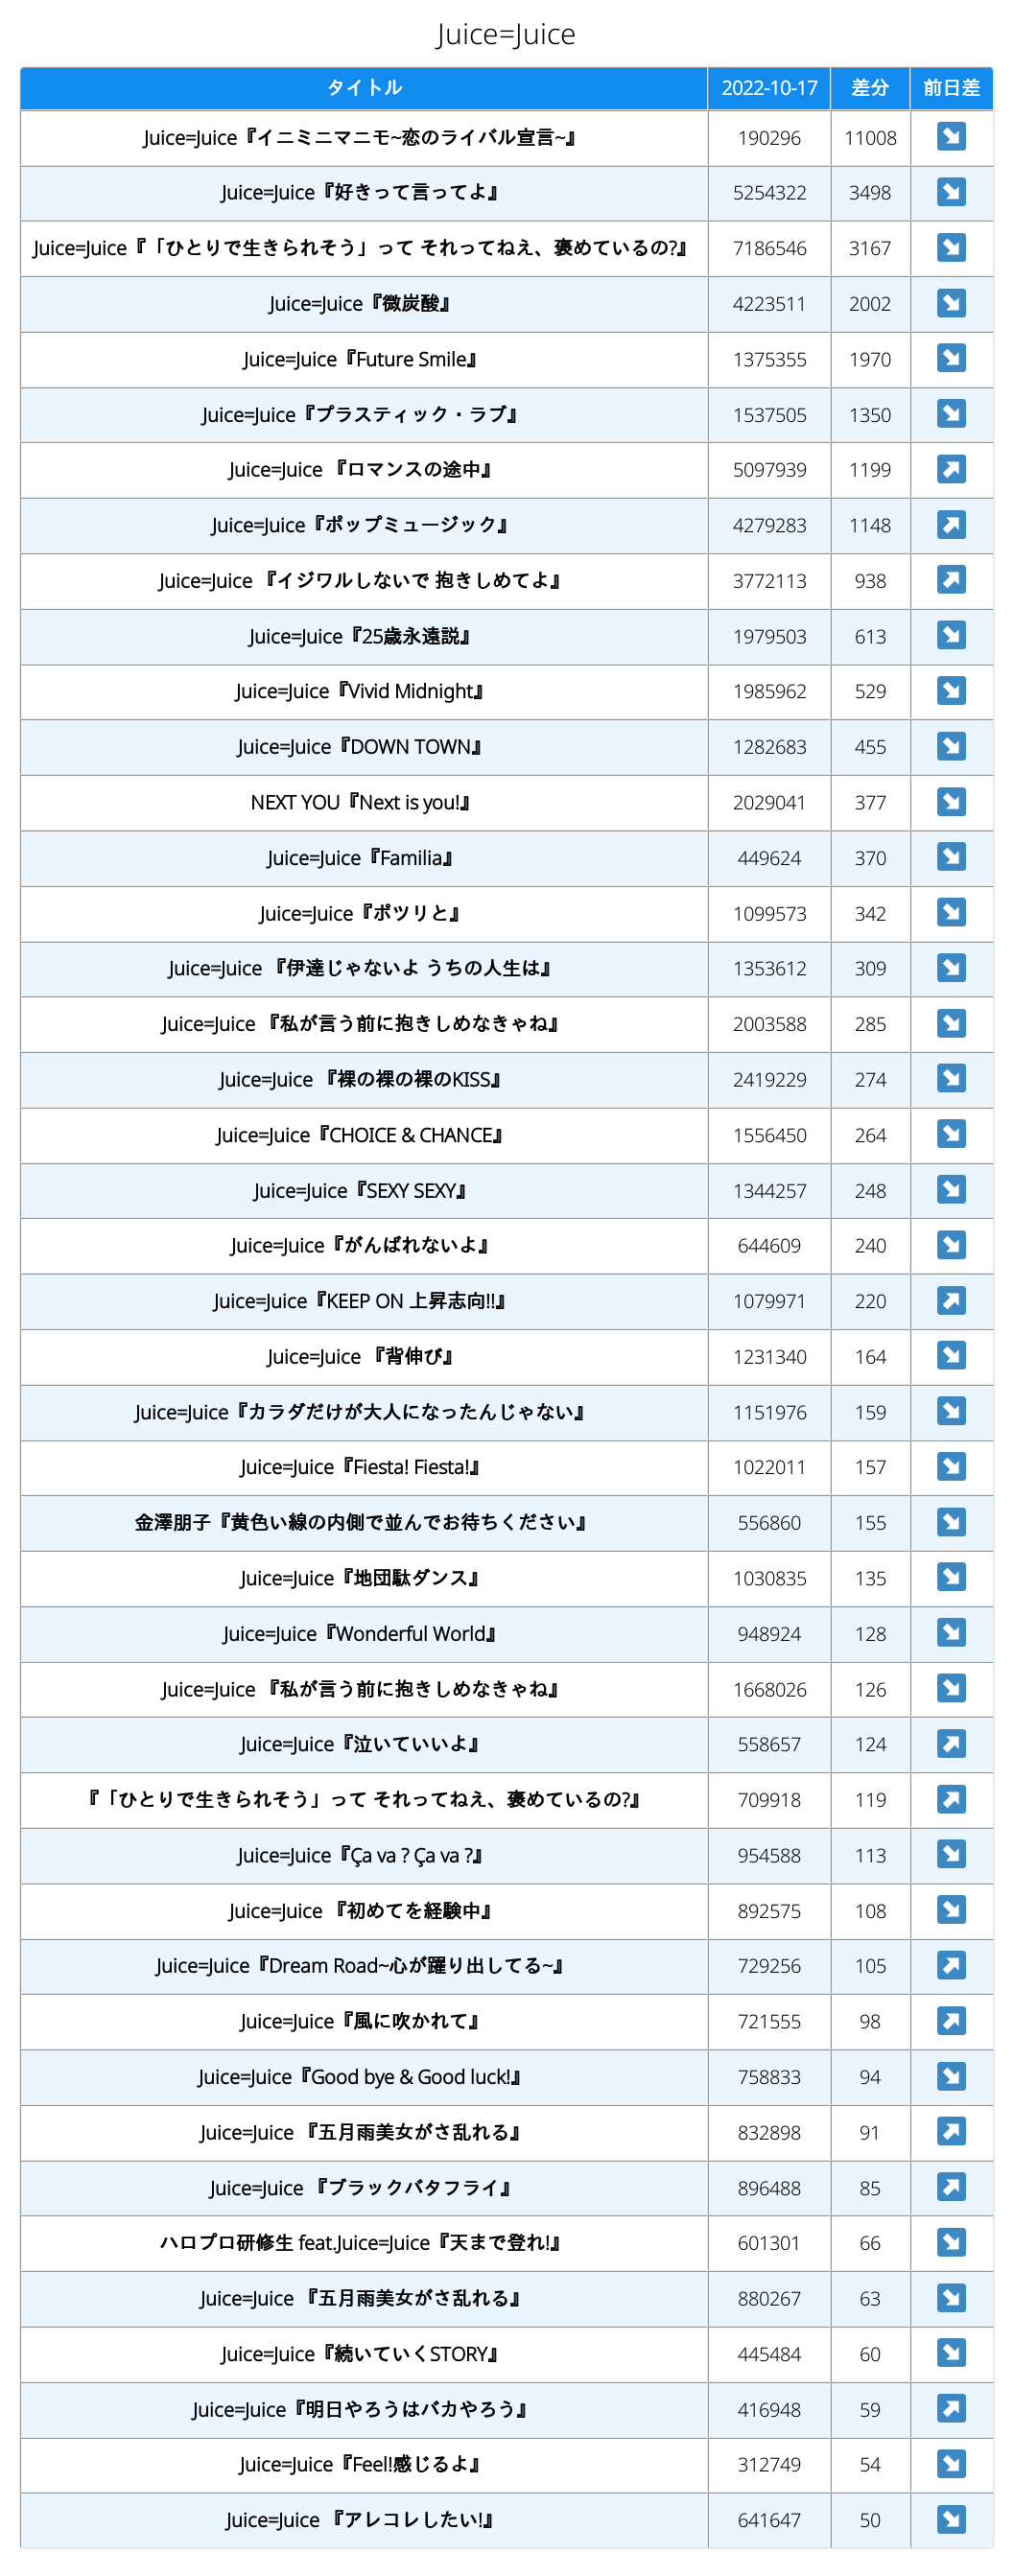 Juice=Juice
タイトル 2022-10-17 差分 前日差
Juice=Juice『イニミニマニモ~恋のライバル宣言~』 190296 11008 ↘
Juice=Juice『好きって言ってよ』 5254322 3498 ↘
Juice=Juice『「ひとりで生きられそう」って それってねえ、褒めているの?』 7186546 3167 ↘
Juice=Juice『微炭酸』 4223511 2002 ↘
Juice=Juice『Future Smile』 1375355 1970 ↘
Juice=Juice『プラスティック・ラブ』 1537505 1350 ↘
Juice=Juice 『ロマンスの途中』 5097939 1199 ↗
Juice=Juice『ポップミュージック』 4279283 1148 ↗
Juice=Juice 『イジワルしないで 抱きしめてよ』 3772113 938 ↗
Juice=Juice『25歳永遠説』 1979503 613 ↘
Juice=Juice『Vivid Midnight』 1985962 529 ↘
Juice=Juice『DOWN TOWN』 1282683 455 ↘
NEXT YOU『Next is you!』 2029041 377 ↘
Juice=Juice『Familia』 449624 370 ↘
Juice=Juice『ポツリと』 1099573 342 ↘
Juice=Juice 『伊達じゃないよ うちの人生は』 1353612 309 ↘
Juice=Juice 『私が言う前に抱きしめなきゃね』 2003588 285 ↘
Juice=Juice 『裸の裸の裸のKISS』 2419229 274 ↘
Juice=Juice『CHOICE & CHANCE』 1556450 264 ↘
Juice=Juice『SEXY SEXY』 1344257 248 ↘
Juice=Juice『がんばれないよ』 644609 240 ↘
Juice=Juice『KEEP ON 上昇志向!!』 1079971 220 ↗
Juice=Juice 『背伸び』 1231340 164 ↘
Juice=Juice『カラダだけが大人になったんじゃない』 1151976 159 ↘
Juice=Juice『Fiesta! Fiesta!』 1022011 157 ↘
金澤朋子『黄色い線の内側で並んでお待ちください』 556860 155 ↘
Juice=Juice『地団駄ダンス』 1030835 135 ↘
Juice=Juice『Wonderful World』 948924 128 ↘
Juice=Juice 『私が言う前に抱きしめなきゃね』 1668026 126 ↘
Juice=Juice『泣いていいよ』 558657 124 ↗
『「ひとりで生きられそう」って それってねえ、褒めているの?』 709918 119 ↗
Juice=Juice『Ça va ? Ça va ?』 954588 113 ↘
Juice=Juice 『初めてを経験中』 892575 108 ↘
Juice=Juice『Dream Road~心が躍り出してる~』 729256 105 ↗
Juice=Juice『風に吹かれて』 721555 98 ↗
Juice=Juice『Good bye & Good luck!』 758833 94 ↘
Juice=Juice 『五月雨美女がさ乱れる』 832898 91 ↗
Juice=Juice 『ブラックバタフライ』 896488 85 ↗
ハロプロ研修生 feat.Juice=Juice『天まで登れ!』 601301 66 ↘
Juice=Juice 『五月雨美女がさ乱れる』 880267 63 ↘
Juice=Juice『続いていくSTORY』 445484 60 ↘
Juice=Juice『明日やろうはバカやろう』 416948 59 ↗
Juice=Juice『Feel!感じるよ』 312749 54 ↘
Juice=Juice 『アレコレしたい!』 641647 50 ↘